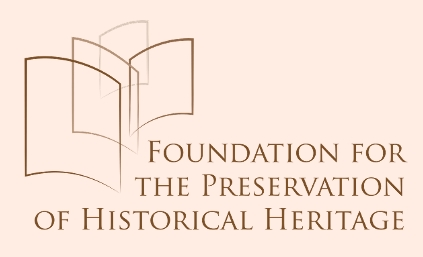 Foundation for
the Preservation
of Historical Heritage